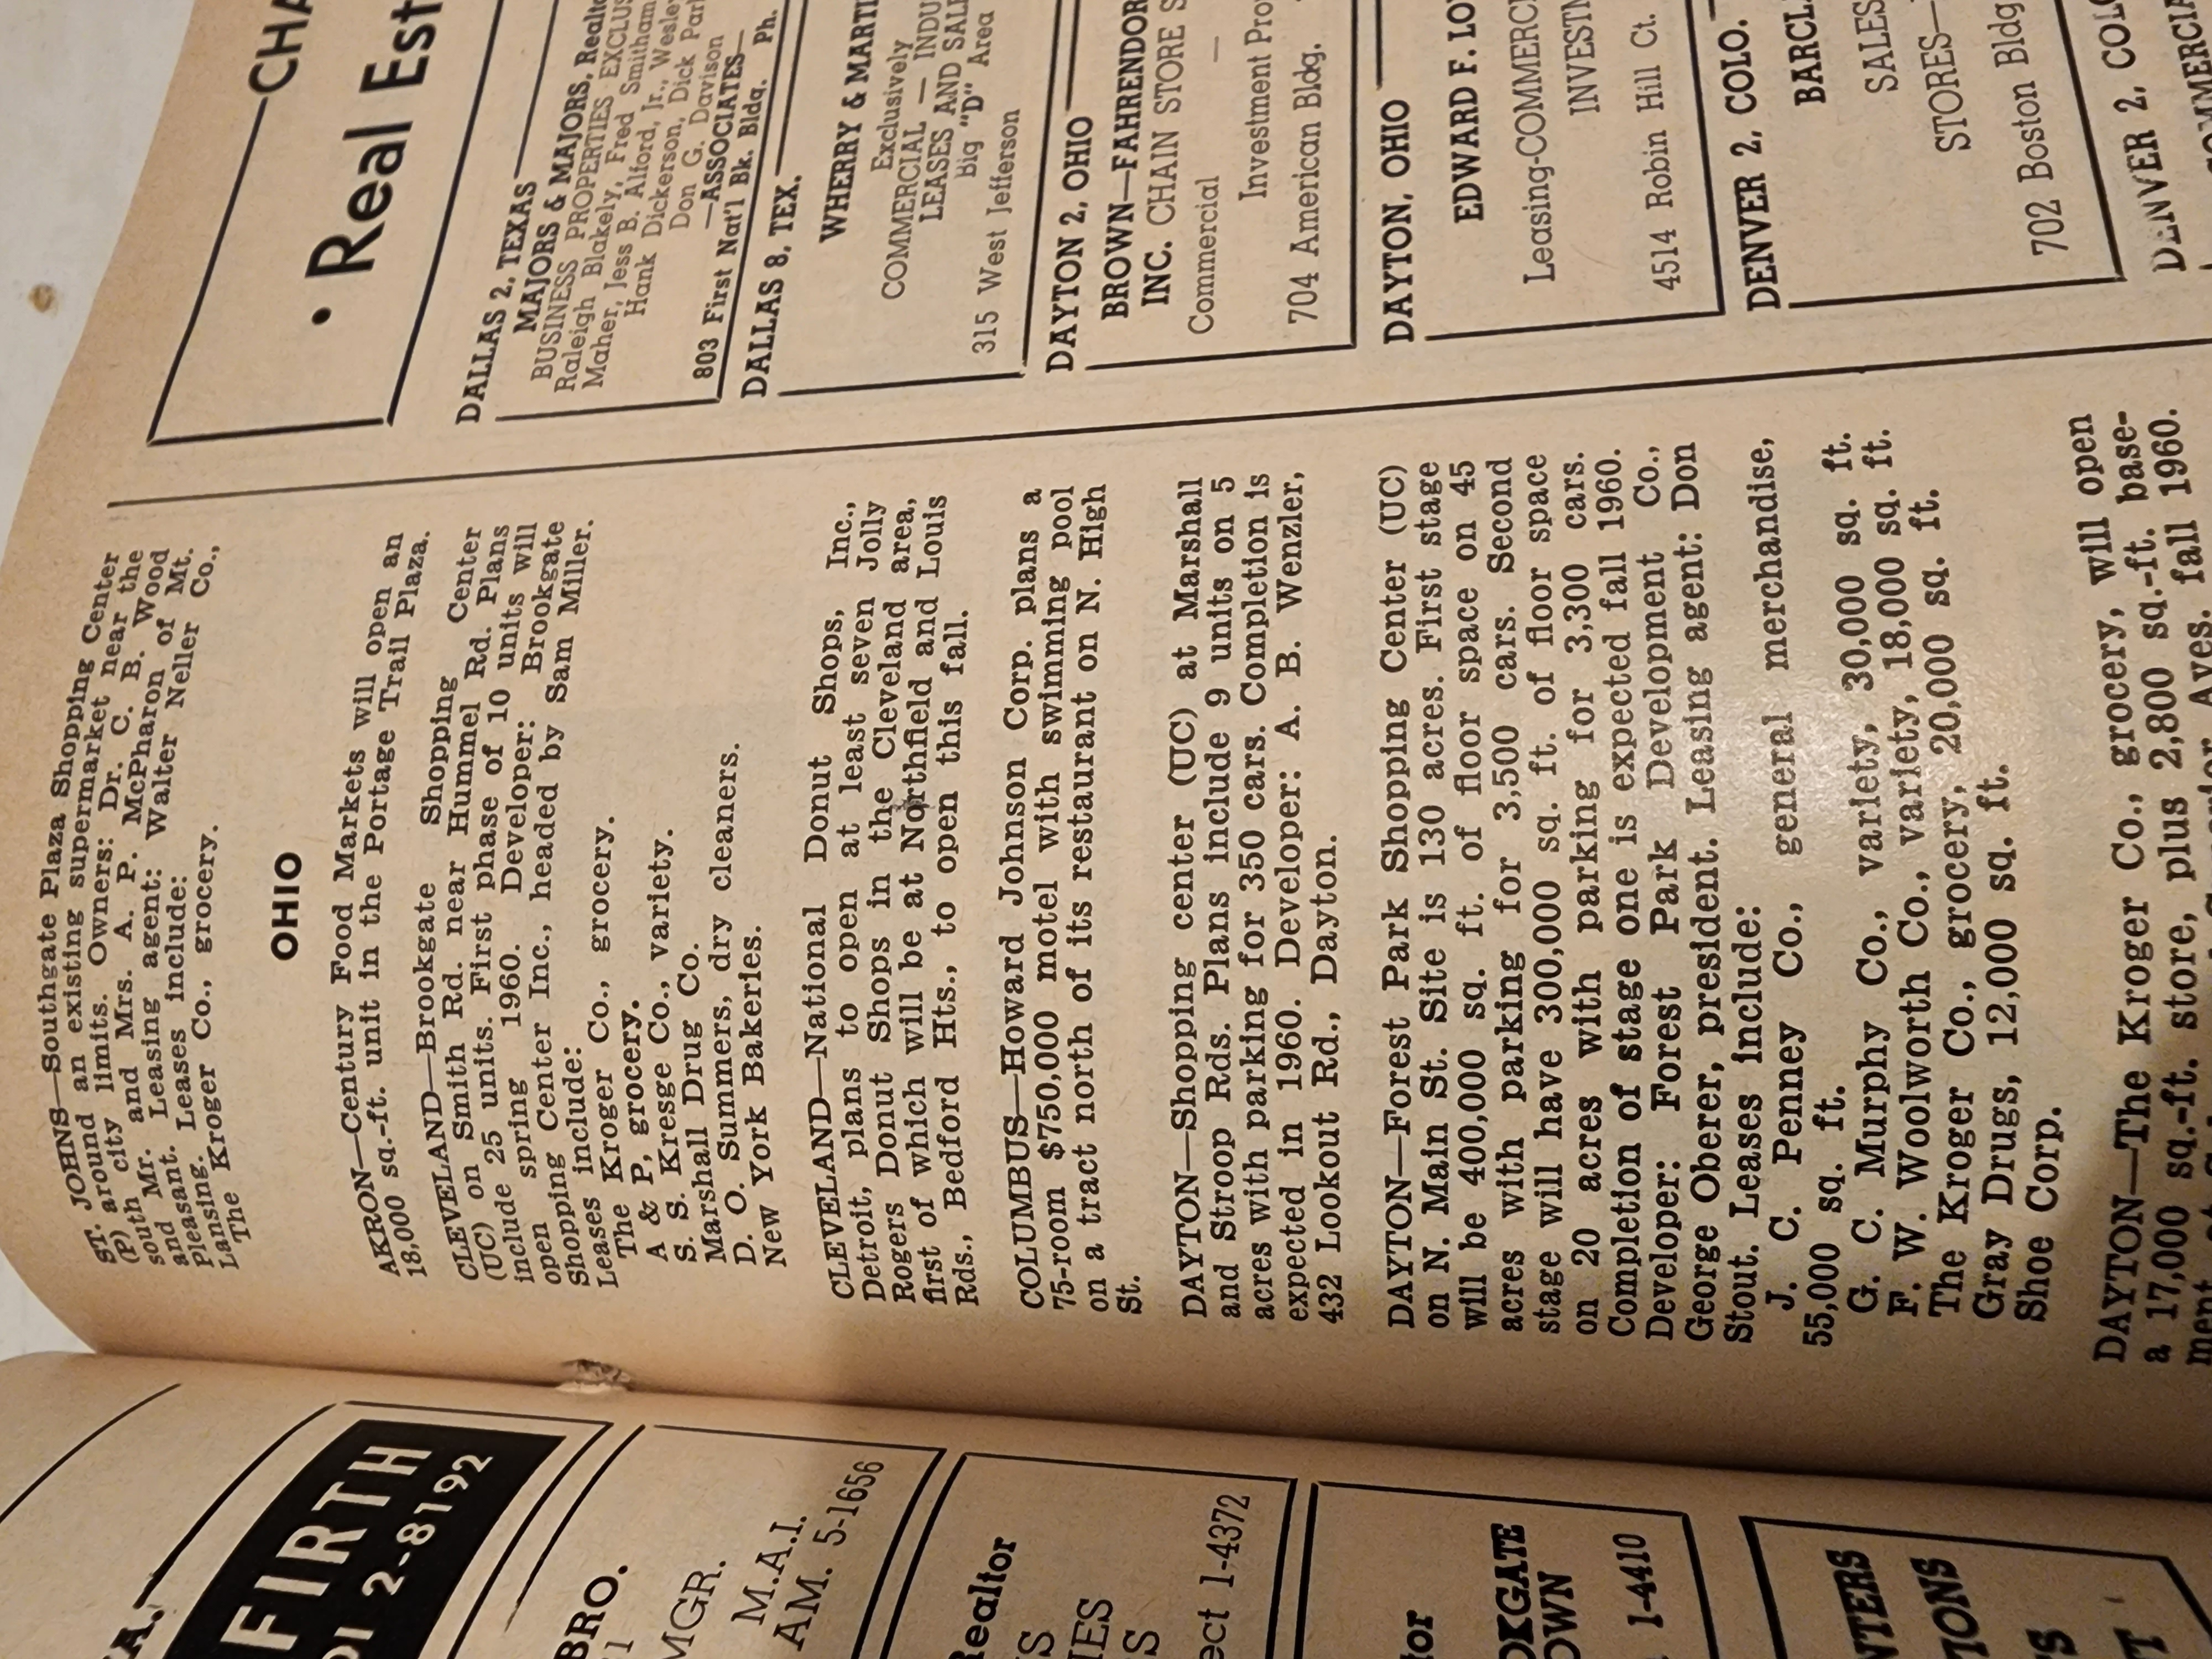 ST. JOHNS—Southgate Plaza Shopping Center
(P) around an existing supermarket near the
south city limits. Owners: Dr. C. B. Wood
and Mr. and Mrs. A. P. McPharon of Mt.
Pleasant. Leasing agent: Walter Neller Co.,
Lansing. Leases include:
The Kroger Co., grocery.
OHIO
AKRON—Century Food Markets will open an
18,000 sq.-ft. unit in the Portage Trail Plaza.
CLEVELAND—Brookgate Shopping Center
(UC) on Smith Rd. near Hummel Rd. Plans
include 25 units. First phase of 10 units will
open spring 1960. Developer: Brookgate
Shopping Center Inc., headed by Sam Miller.
Leases include:
The Kroger Co., grocery.
A & P, grocery.
S. S. Kresge Co., variety.
Marshall Drug Co.
D. O. Summers, dry cleaners.
New York Bakeries.
CLEVELAND—National Donut Shops, Inc.,
Detroit, plans to open at least seven Jolly
Rogers Donut Shops in the Cleveland area,
first of which will be at Northfield and Louis
Rds., Bedford Hts., to open this fall.
COLUMBUS—Howard Johnson Corp. plans a
75-room $750,000 motel with swimming pool
on a tract north of its restaurant on N. High
St.
DAYTON—Shopping center (UC) at Marshall
and Stroop Rds. Plans include 9 units on 5
acres with parking for 350 cars. Completion is
expected in 1960. Developer: A. B. Wenzler,
432 Lookout Rd., Dayton.
DAYTON—Forest Park Shopping Center (UC)
on N. Main St. Site is 130 acres. First stage
will be 400,000 sq. ft. of floor space on 45
acres with parking for 3,500 cars. Second
stage will have 300,000 sq. ft. of floor space
on 20 acres with parking for 3,300 cars.
Completion of stage one is expected fall 1960.
Developer: Forest Park Development Co.,
George Oberer, president. Leasing agent: Don
Stout. Leases include:
J. C. Penney Co., general merchandise,
55,000 sq. ft.
G. C. Murphy Co., variety, 30,000 sq. ft.
F. W. Woolworth Co., variety, 18,000 sq. ft.
The Kroger Co., grocery, 20,000 sq. ft.
Gray Drugs, 12,000 sq. ft.
Shoe Corp.
DAYTON—The Kroger Co., grocery, will open
a 17,000 sq.-ft. store, plus 2,800 sq.-ft. base-
Aves. fall 1960.
—CHA
• Real Est
DALLAS 2, TEXAS
MAJORS & MAJORS, Realto
BUSINESS PROPERTIES EXCLUS
Raleigh Blakely, Fred Smitham
Maher, Jess B. Alford, Jr., Wesley
Hank Dickerson, Dick Par
Don G. Davison
—ASSOCIATES—
803 First Nat'l Bk. Bldg. Ph.
DALLAS 8, TEX.
WHERRY & MARTI
Exclusively
COMMERCIAL — INDU
LEASES AND SALE
Big "D" Area
315 West Jefferson
DAYTON 2, OHIO
BROWN—FAHRENDOR
INC. CHAIN STORE S
Commercial —
Investment Pro
704 American Bldg.
DAYTON, OHIO
EDWARD F. LO
Leasing-COMMERC
INVESTM
4514 Robin Hill Ct.
DENVER 2, COLO.
BARCL
SALES
STORES—
702 Boston Bldg
DENVER 2, COLO
COMMERCIA
FIRTH
2-8192
BRO.
MGR.
M.A.I.
AM. 5-1656
Realtor
IES
S
ect 1-4372
tor
OKGATE
OWN
1-4410
NTERS
TIONS